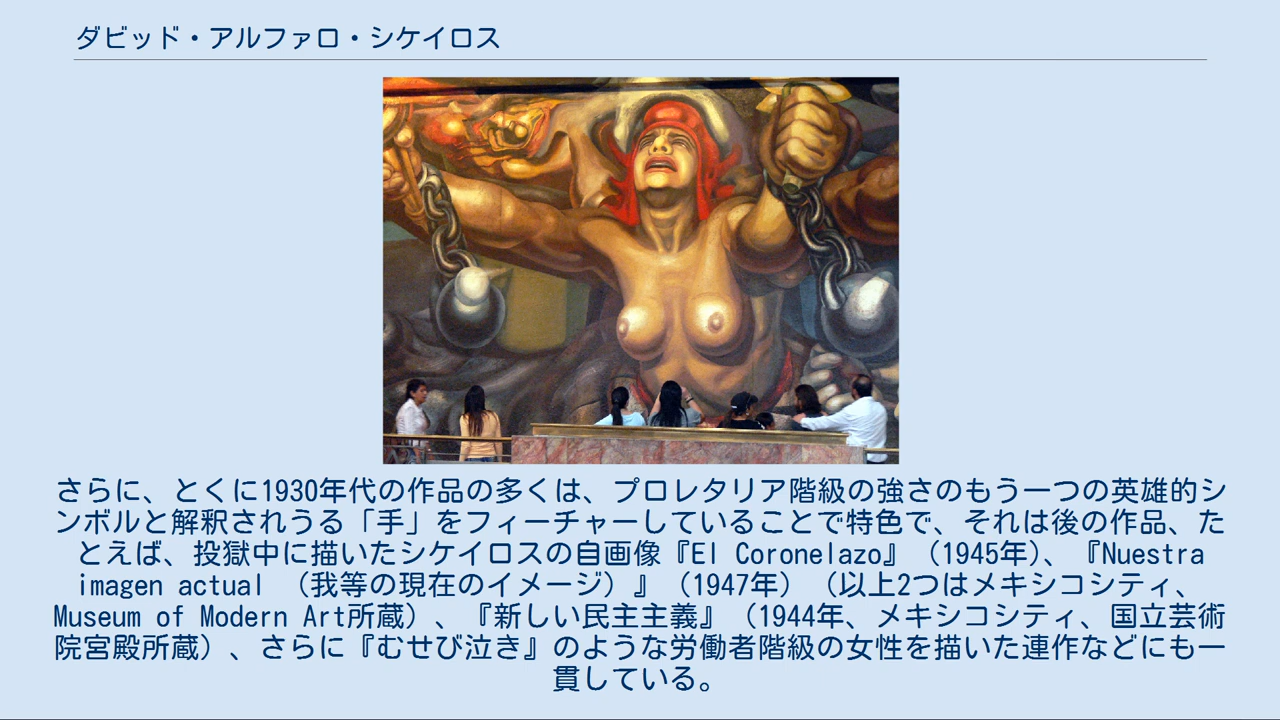 ダビッド・アルファロ・シケイロス
さらに、とくに1930年代の作品の多くは、プロレタリア階級の強さのもう一つの英雄的シ
ンボルと解釈されうる「手」をフィーチャーしていることで特色で、それは後の作品、た
とえば、投獄中に描いたシケイロスの自画像『El Coronelazo』（1945年）、『Nuestra
imagen actual （我等の現在のイメージ）』（1947年）（以上2つはメキシコシティ、
Museum of Modern Art所蔵）、『新しい民主主義』（1944年、メキシコシティ、国立芸術
院宮殿所蔵）、さらに『むせび泣き』のような労働者階級の女性を描いた連作などにも一
貫している。